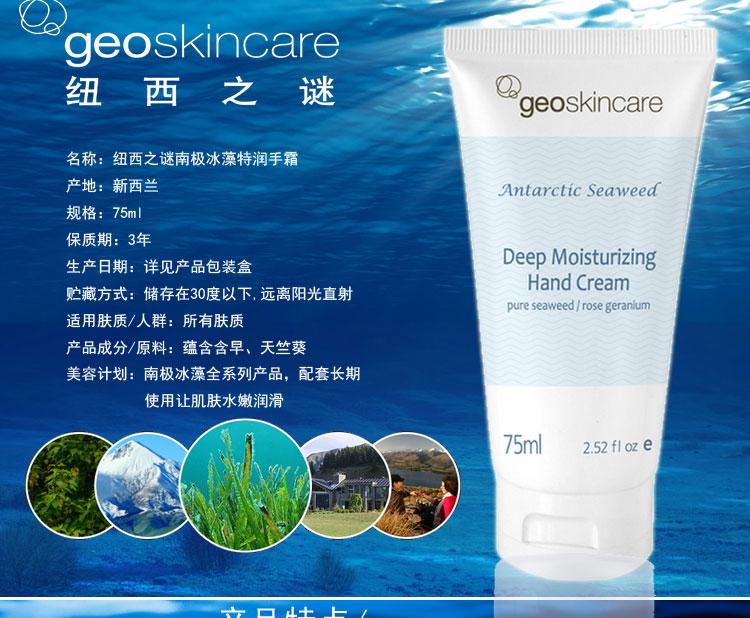 geoskincare
纽西之谜
名称：纽西之谜南极冰藻特润手霜
产地：新西兰
规格：75ml
保质期：3年
生产日期：详见产品包装盒
贮藏方式：储存在30度以下,远离阳光直射
适用肤质/人群：所有肤质
产品成分/原料：蕴含含早、天竺葵
美容计划：南极冰藻全系列产品，配套长期
使用让肌肤水嫩润滑
geoskincare
Antarctic Seaweed
Deep Moisturizing
Hand Cream
pure seaweed / rose geranium
75ml 2.52 fl oz e